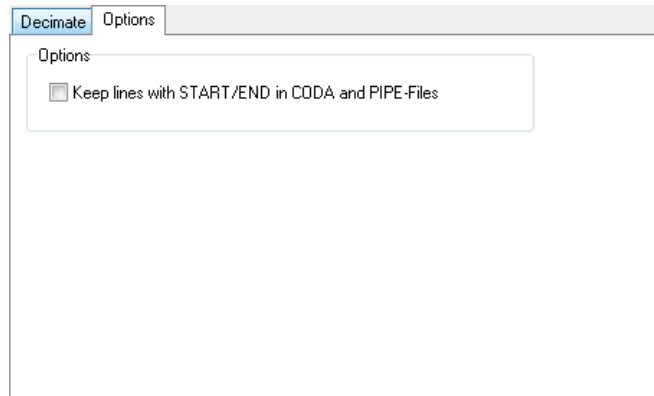 Decimate Options
Options
Keep lines with START/END in CODA and PIPE-Files